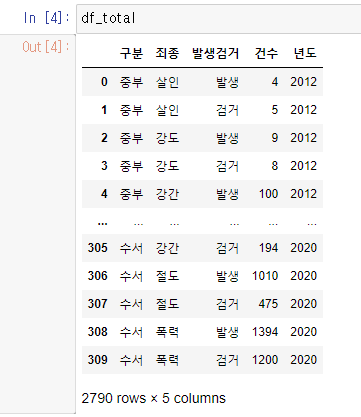 In [4]: df_total
Out[4]:
구분 죄종 발생검거 건수 년도
0 중부 살인 발생 4 2012
1 중부 살인 검거 5 2012
2 중부 강도 발생 9 2012
3 중부 강도 검거 8 2012
4 중부 강간 발생 100 2012
... ... ... ... ... ...
305 수서 강간 검거 194 2020
306 수서 절도 발생 1010 2020
307 수서 절도 검거 475 2020
308 수서 폭력 발생 1394 2020
309 수서 폭력 검거 1200 2020
2790 rows × 5 columns